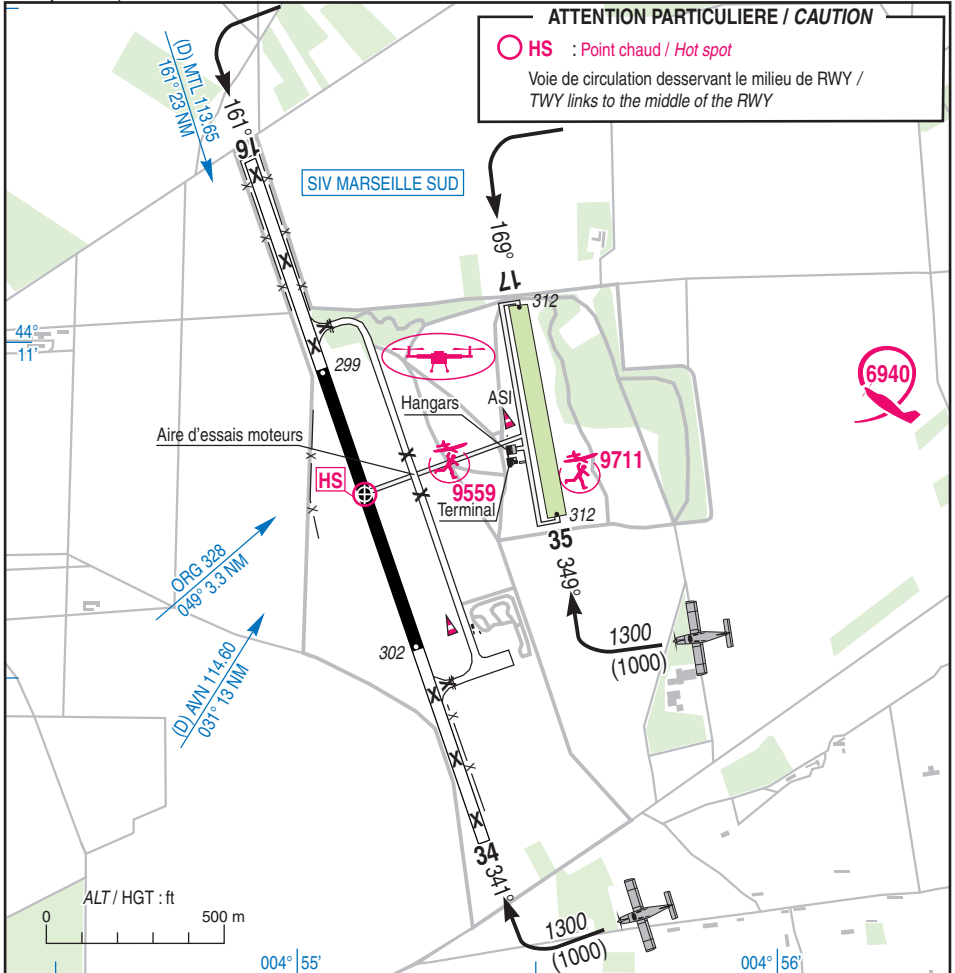 ATTENTION PARTICULIERE / CAUTION
HS : Point chaud / Hot spot
Voie de circulation desservant le milieu de RWY /
TWY links to the middle of the RWY
(D) MTL 113.65
161° 23 NM
161°
16
SIV MARSEILLE SUD
169°
17
312
44°
11'
299
6940
Hangars
ASI
Aire d'essais moteurs
HS
9559
9711
Terminal
312
35
349°
ORG 328
049° 3.3 NM
1300
(1000)
302
(D) AVN 114.60
031° 13 NM
34
341°
1300
(1000)
ALT / HGT : ft
0
500 m
004° 55'
004° 56'